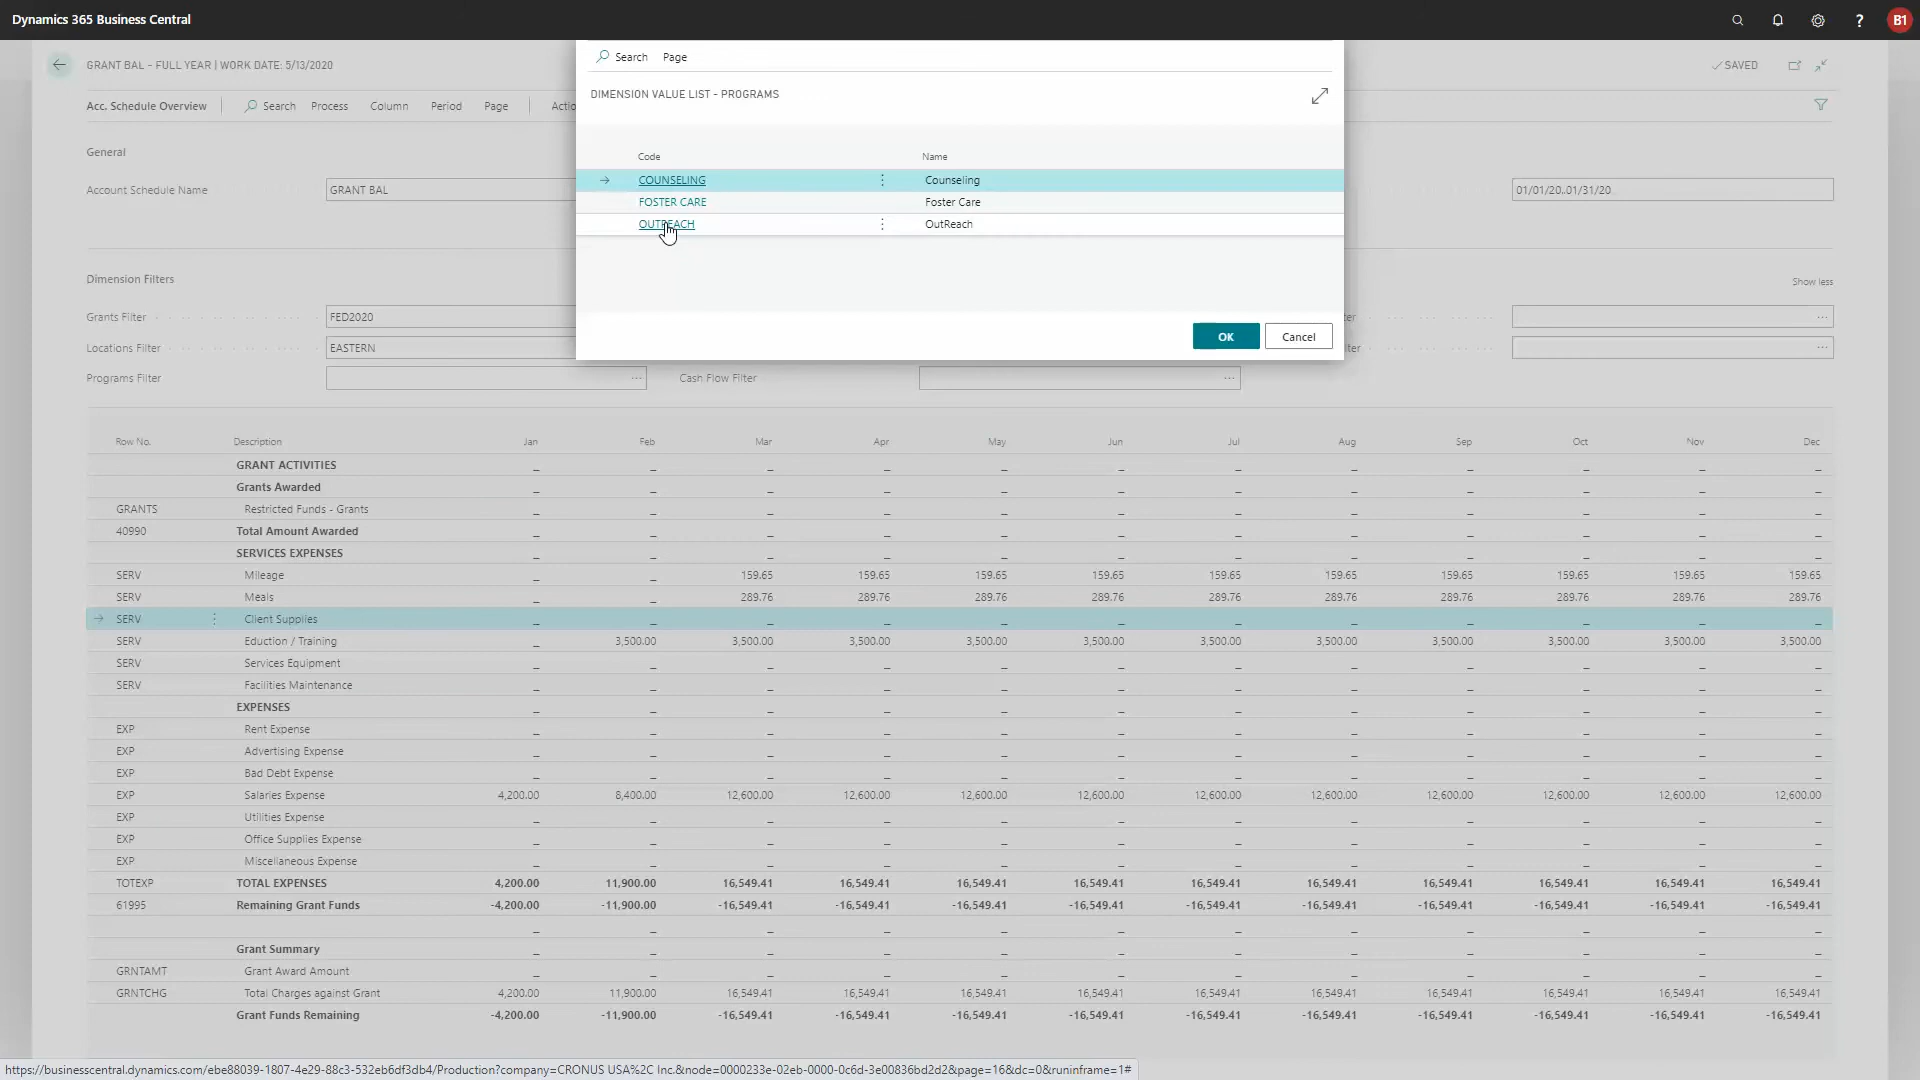 Dynamics 365 Business Central
? B1
Search Page
GRANT BAL - FULL YEAR | WORK DATE: 5/13/2020
SAVED
DIMENSION VALUE LIST - PROGRAMS
Acc. Schedule Overview Search Process Column Period Page Actio
General
Code Name
COUNSELING Counseling
Account Schedule Name GRANT BAL 01/01/20..01/31/20
FOSTER CARE Foster Care
OUTREACH OutReach
Dimension Filters Show less
Grants Filter FED2020 ter
OK Cancel
Locations Filter EASTERN ilter
Programs Filter Cash Flow Filter
Row No. Description Jan Feb Mar Apr May Jun Jul Aug Sep Oct Nov Dec
GRANT ACTIVITIES _ _ _ _ _ _ _ _ _ _ _ _
Grants Awarded _ _ _ _ _ _ _ _ _ _ _ _
GRANTS Restricted Funds - Grants _ _ _ _ _ _ _ _ _ _ _ _
40990 Total Amount Awarded _ _ _ _ _ _ _ _ _ _ _ _
SERVICES EXPENSES _ _ _ _ _ _ _ _ _ _ _ _
SERV Mileage _ _ 159.65 159.65 159.65 159.65 159.65 159.65 159.65 159.65 159.65 159.65
SERV Meals _ _ 289.76 289.76 289.76 289.76 289.76 289.76 289.76 289.76 289.76 289.76
SERV Client Supplies _ _ _ _ _ _ _ _ _ _ _ _
SERV Eduction / Training _ 3,500.00 3,500.00 3,500.00 3,500.00 3,500.00 3,500.00 3,500.00 3,500.00 3,500.00 3,500.00 3,500.00
SERV Services Equipment _ _ _ _ _ _ _ _ _ _ _ _
SERV Facilities Maintenance _ _ _ _ _ _ _ _ _ _ _ _
EXPENSES _ _ _ _ _ _ _ _ _ _ _ _
EXP Rent Expense _ _ _ _ _ _ _ _ _ _ _ _
EXP Advertising Expense _ _ _ _ _ _ _ _ _ _ _ _
EXP Bad Debt Expense _ _ _ _ _ _ _ _ _ _ _ _
EXP Salaries Expense 4,200.00 8,400.00 12,600.00 12,600.00 12,600.00 12,600.00 12,600.00 12,600.00 12,600.00 12,600.00 12,600.00 12,600.00
EXP Utilities Expense _ _ _ _ _ _ _ _ _ _ _ _
EXP Office Supplies Expense _ _ _ _ _ _ _ _ _ _ _ _
EXP Miscellaneous Expense _ _ _ _ _ _ _ _ _ _ _ _
TOTEXP TOTAL EXPENSES 4,200.00 11,900.00 16,549.41 16,549.41 16,549.41 16,549.41 16,549.41 16,549.41 16,549.41 16,549.41 16,549.41 16,549.41
61995 Remaining Grant Funds -4,200.00 -11,900.00 -16,549.41 -16,549.41 -16,549.41 -16,549.41 -16,549.41 -16,549.41 -16,549.41 -16,549.41 -16,549.41 -16,549.41
_ _ _ _ _ _ _ _ _ _ _ _
Grant Summary _ _ _ _ _ _ _ _ _ _ _ _
GRNTAMT Grant Award Amount _ _ _ _ _ _ _ _ _ _ _ _
GRNTCHG Total Charges against Grant 4,200.00 11,900.00 16,549.41 16,549.41 16,549.41 16,549.41 16,549.41 16,549.41 16,549.41 16,549.41 16,549.41 16,549.41
Grant Funds Remaining -4,200.00 -11,900.00 -16,549.41 -16,549.41 -16,549.41 -16,549.41 -16,549.41 -16,549.41 -16,549.41 -16,549.41 -16,549.41 -16,549.41
https://businesscentral.dynamics.com/ebe88039-1807-4e29-88c3-532eb6df3db4/Production?company=CRONUS USA%2C Inc.&node=0000233e-02eb-0000-0c6d-3e00836bd2d2&page=16&dc=0&runinframe=1#